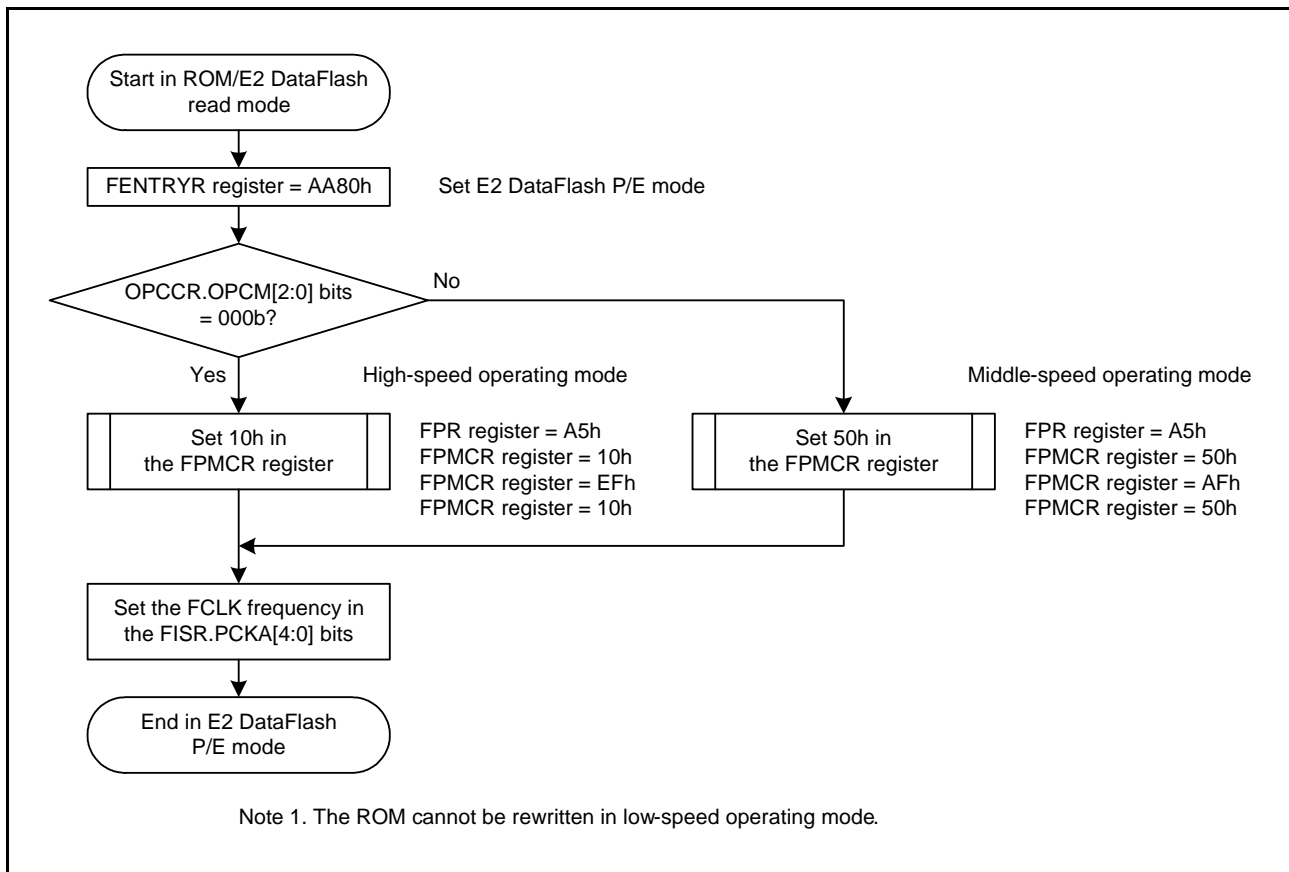 Start in ROM/E2 DataFlash
read mode
FENTRYR register = AA80h
Set E2 DataFlash P/E mode
OPCCR.OPCM[2:0] bits
= 000b?
No
Yes
High-speed operating mode
Middle-speed operating mode
Set 10h in
the FPMCR register
FPR register = A5h
FPMCR register = 10h
FPMCR register = EFh
FPMCR register = 10h
Set 50h in
the FPMCR register
FPR register = A5h
FPMCR register = 50h
FPMCR register = AFh
FPMCR register = 50h
Set the FCLK frequency in
the FISR.PCKA[4:0] bits
End in E2 DataFlash
P/E mode
Note 1. The ROM cannot be rewritten in low-speed operating mode.